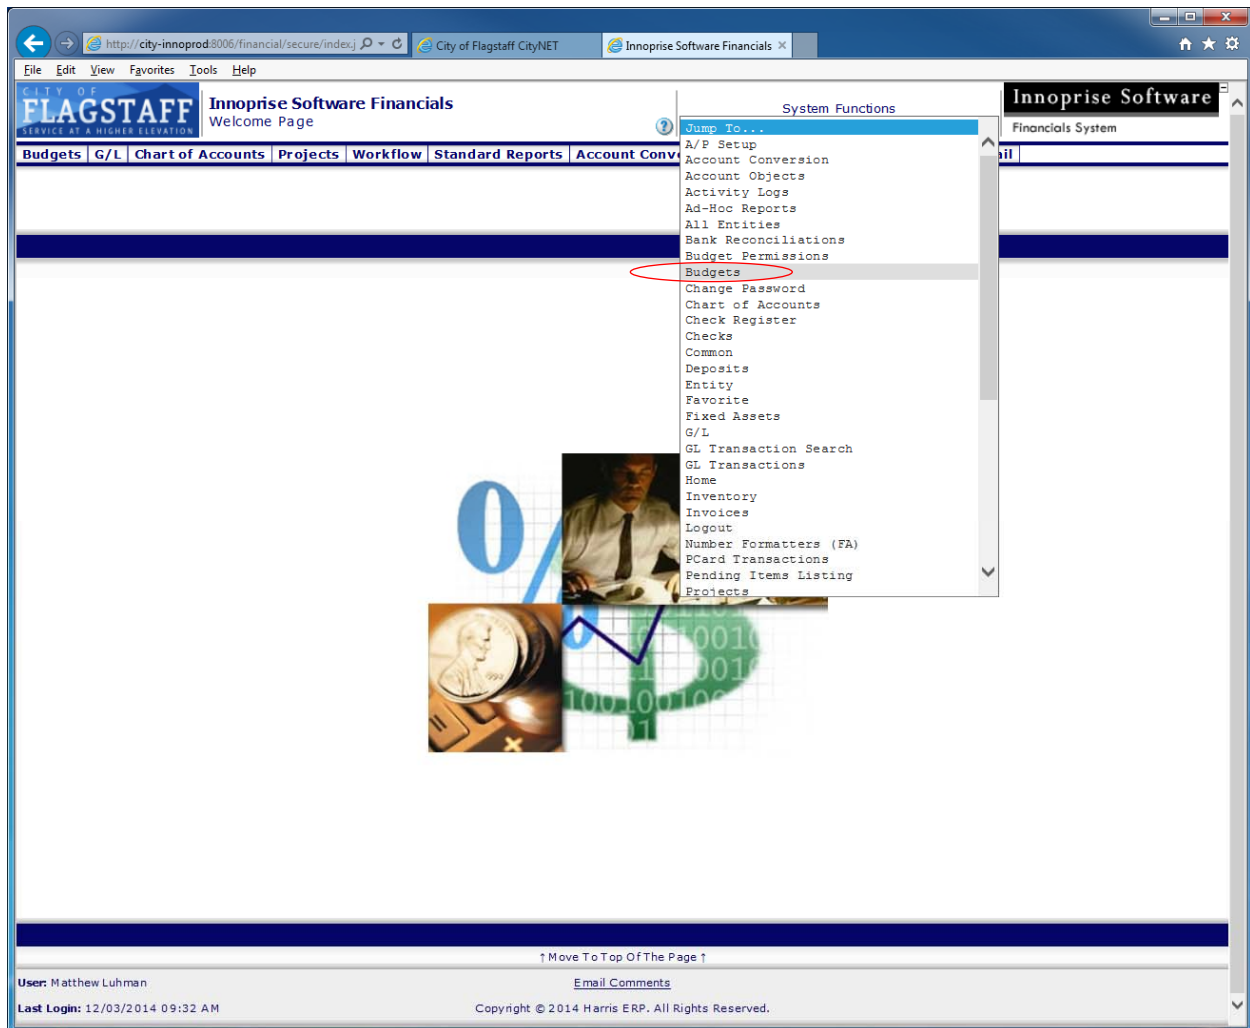 http://city-innoprod:8006/financial/secure/index.j
City of Flagstaff CityNET
Innoprise Software Financials
File Edit View Favorites Tools Help
CITY OF
FLAGSTAFF
SERVICE AT A HIGHER ELEVATION
Innoprise Software Financials
Welcome Page
System Functions
Innoprise Software
Financials System
Jump To...
Budgets G/L Chart of Accounts Projects Workflow Standard Reports Account Conv ail
A/P Setup
Account Conversion
Account Objects
Activity Logs
Ad-Hoc Reports
All Entities
Bank Reconciliations
Budget Permissions
Budgets
Change Password
Chart of Accounts
Check Register
Checks
Common
Deposits
Entity
Favorite
Fixed Assets
G/L
GL Transaction Search
GL Transactions
Home
Inventory
Invoices
Logout
Number Formatters (FA)
PCard Transactions
Pending Items Listing
Projects
↑ Move To Top Of The Page ↑
User: Matthew Luhman
Email Comments
Last Login: 12/03/2014 09:32 AM
Copyright © 2014 Harris ERP. All Rights Reserved.